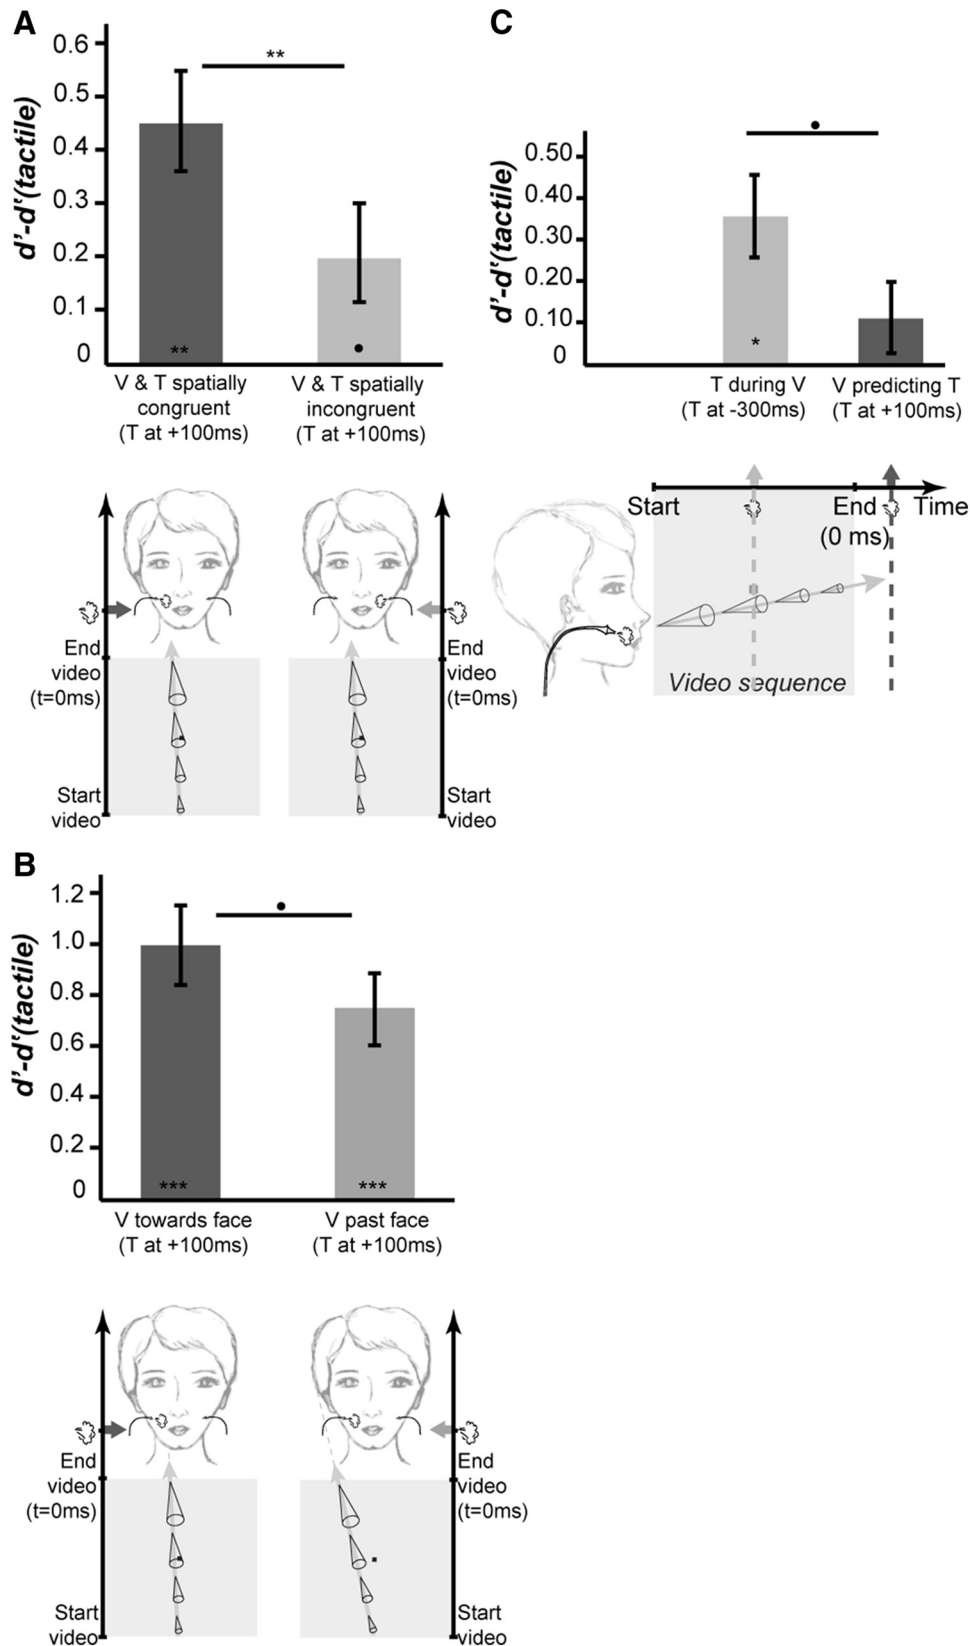 A
d'-d'(tactile)
0.6
0.5
0.4
0.3
0.2
0.1
0
**
**
•
V & T spatially
congruent
(T at +100ms)
V & T spatially
incongruent
(T at +100ms)
End
video
(t=0ms)
Start
video
End
video
(t=0ms)
Start
video
B
d'-d'(tactile)
1.2
1.0
0.8
0.6
0.4
0.2
0
•
***
***
V towards face
(T at +100ms)
V past face
(T at +100ms)
End
video
(t=0ms)
Start
video
End
video
(t=0ms)
Start
video
C
d'-d'(tactile)
0.50
0.40
0.30
0.20
0.10
0
•
*
T during V
(T at -300ms)
V predicting T
(T at +100ms)
Start
End
(0 ms)
Time
Video sequence